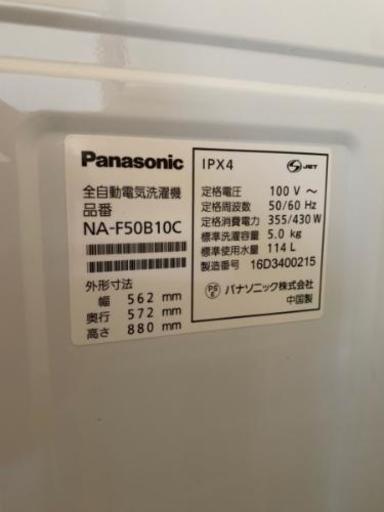 Panasonic
全自動電気洗濯機
品番
NA-F50B10C
外形寸法
幅 562 mm
奥行 572 mm
高さ 880 mm
IPX4
S JET
定格電圧 100 V ～
定格周波数 50/60 Hz
定格消費電力 355/430 W
標準洗濯容量 5.0 kg
標準使用水量 114 L
製造番号 16D3400215
PS E パナソニック株式会社
中国製